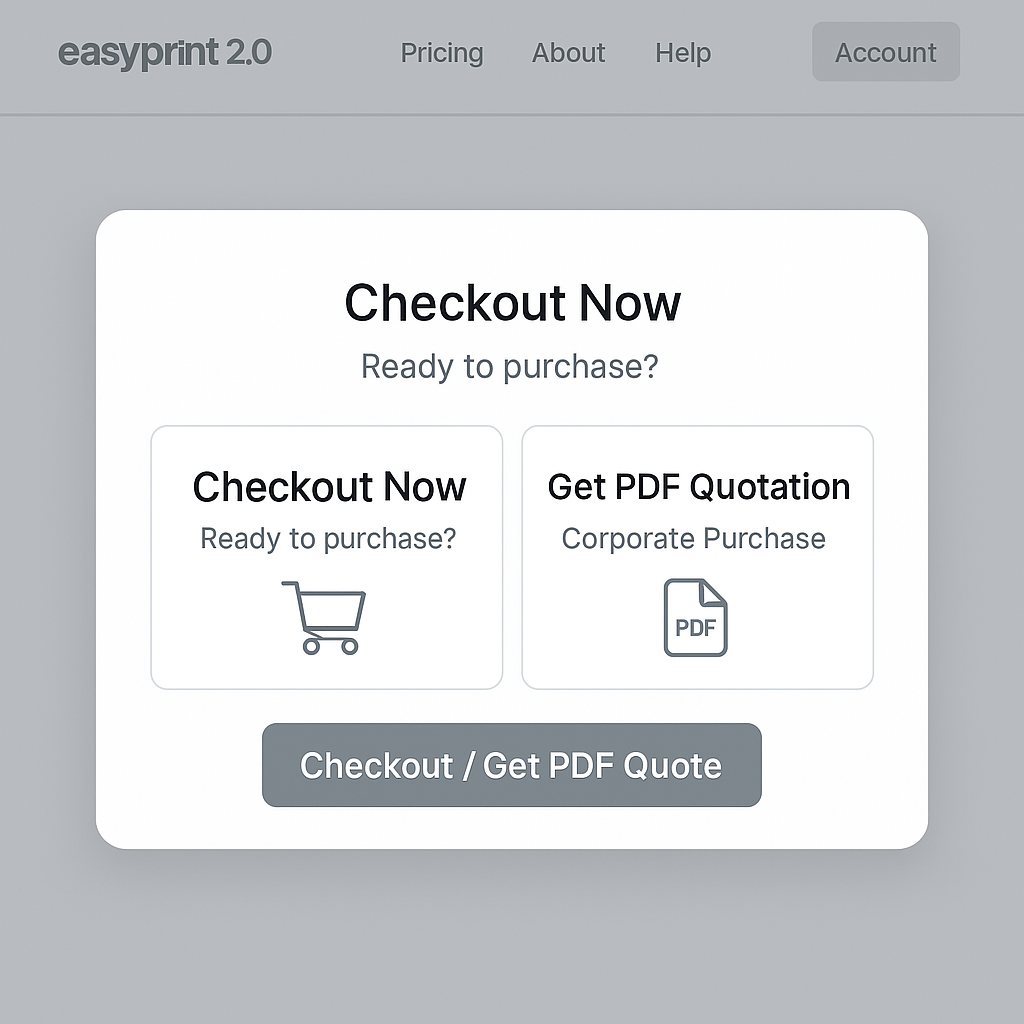 easyprint 2.0 Pricing About Help Account
Checkout Now
Ready to purchase?
Checkout Now
Ready to purchase?
Get PDF Quotation
Corporate Purchase
PDF
Checkout / Get PDF Quote